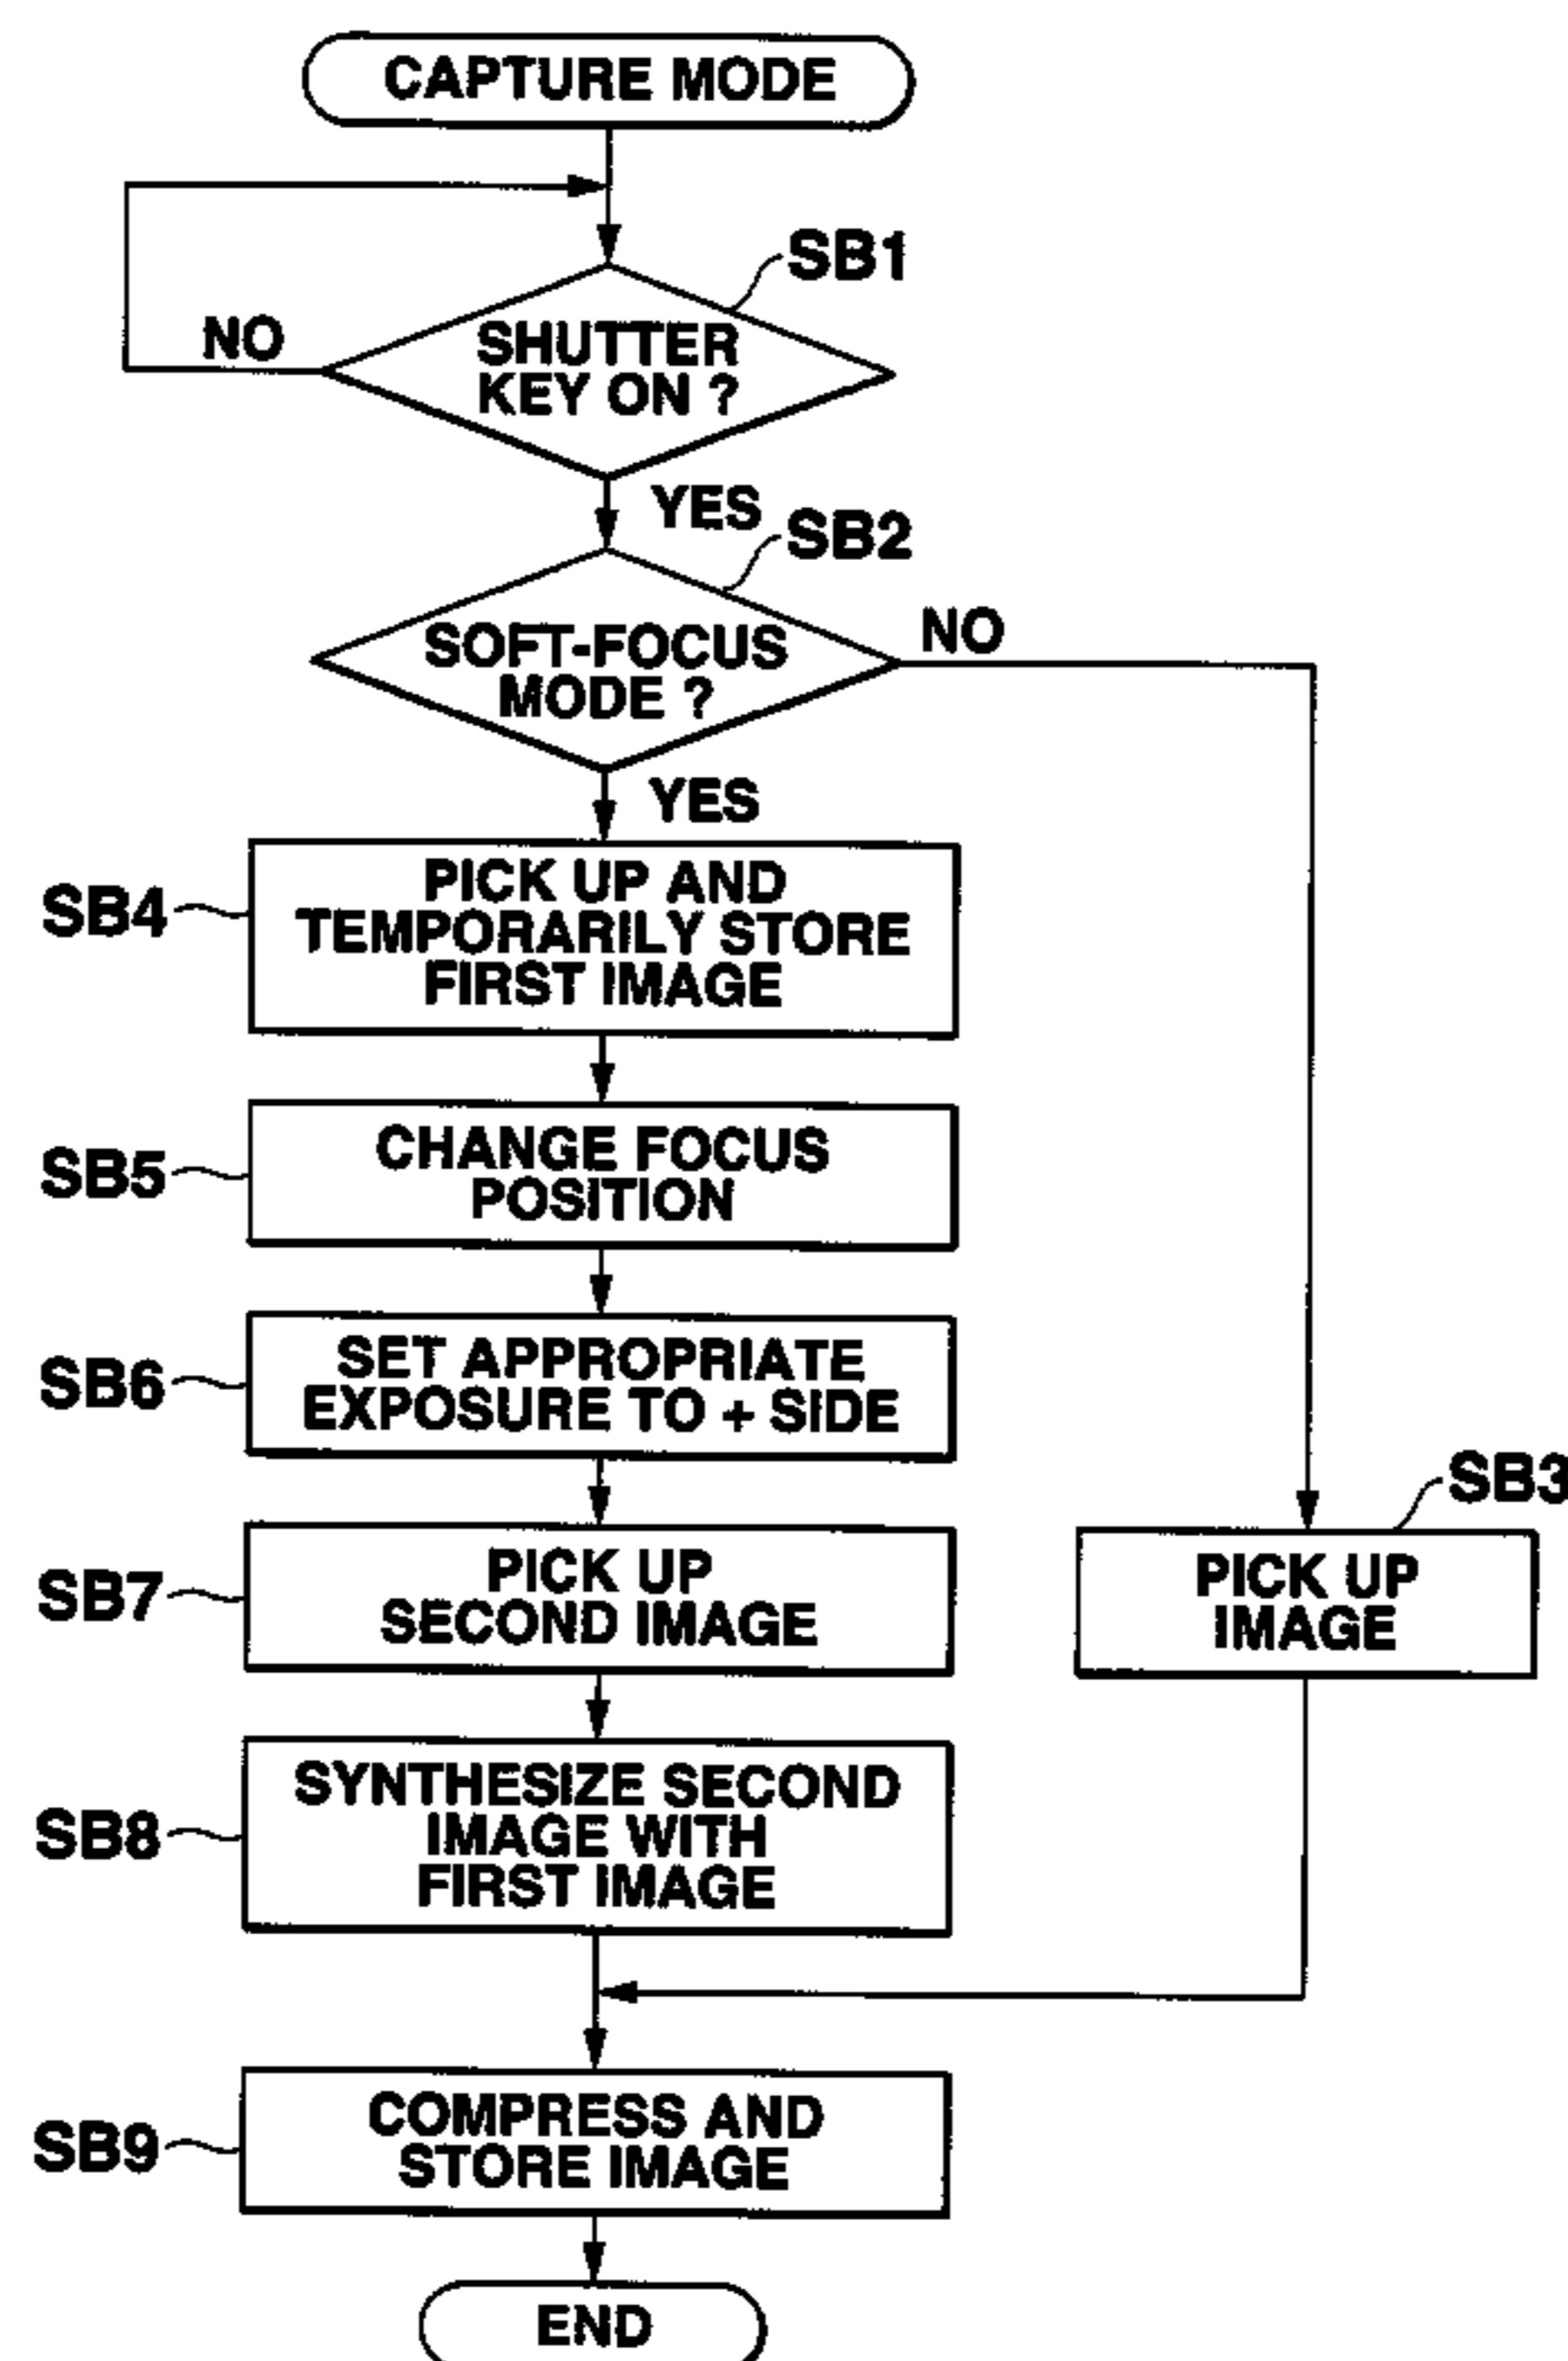 CAPTURE MODE
SB1
NO
SHUTTER
KEY ON ?
YES
SB2
NO
SOFT-FOCUS
MODE ?
YES
SB4
PICK UP AND
TEMPORARILY STORE
FIRST IMAGE
SB5
CHANGE FOCUS
POSITION
SB6
SET APPROPRIATE
EXPOSURE TO + SIDE
SB3
SB7
PICK UP
SECOND IMAGE
PICK UP
IMAGE
SB8
SYNTHESIZE SECOND
IMAGE WITH
FIRST IMAGE
SB9
COMPRESS AND
STORE IMAGE
END